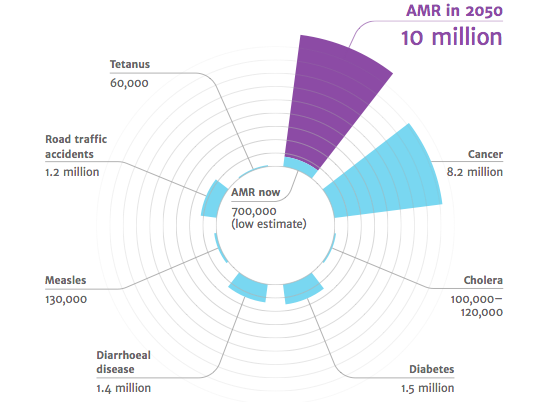 AMR in 2050
10 million
Tetanus
60,000
Road traffic
accidents
1.2 million
Cancer
8.2 million
AMR now
700,000
(low estimate)
Measles
130,000
Cholera
100,000–
120,000
Diarrhoeal
disease
1.4 million
Diabetes
1.5 million